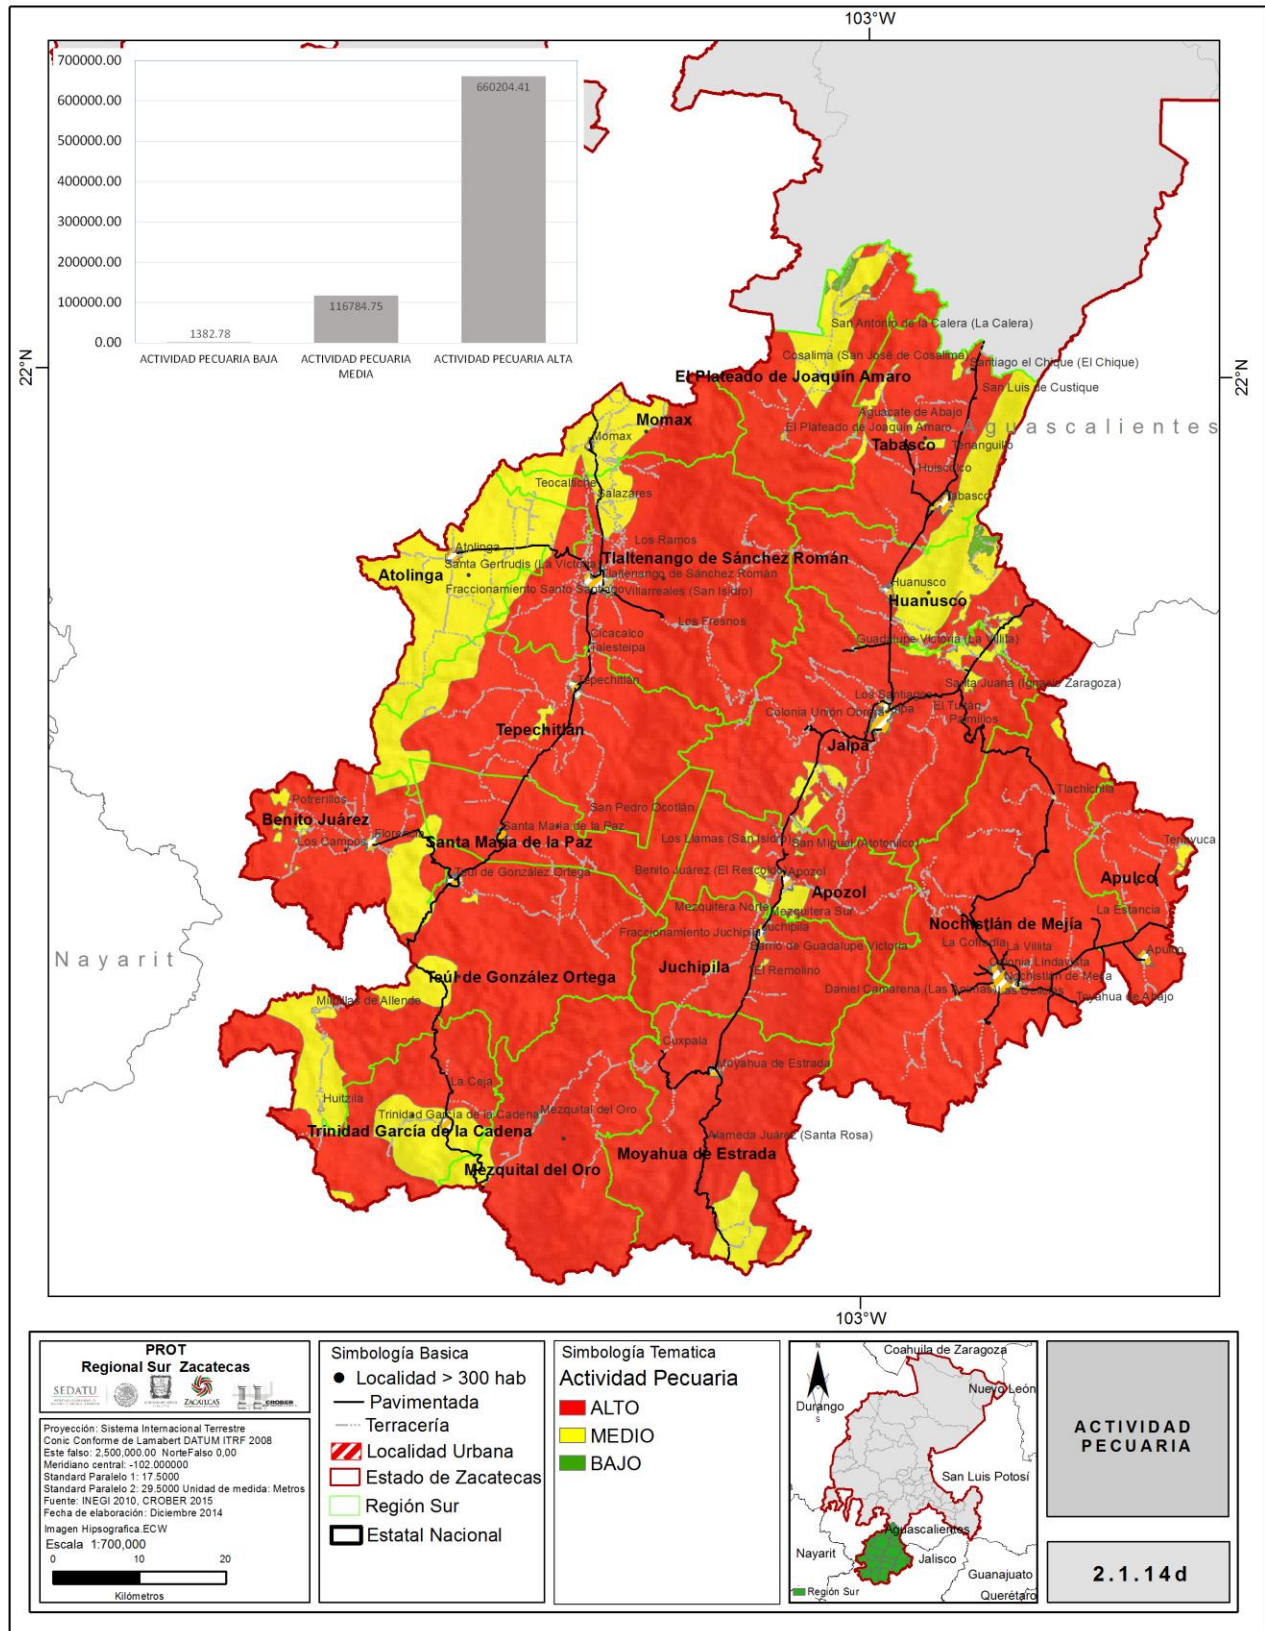 103°W
700000.00
600000.00
500000.00
400000.00
300000.00
200000.00
100000.00
0.00
660204.41
116784.75
1382.78
ACTIVIDAD PECUARIA BAJA
ACTIVIDAD PECUARIA
MEDIA
ACTIVIDAD PECUARIA ALTA
22°N
22°N
San Antonio de la Calera (La Calera)
Cosalima (San José de Cosalima)
Santiago el Chique (El Chique)
El Plateado de Joaquín Amaro
San Luis de Custique
Aguacate de Abajo
El Plateado de Joaquín Amaro
Aguascalientes
Momax
Momax
Tabasco
Tenanguillo
Huiscolco
Tabasco
Teocaltiche
Salazares
Los Ramos
Atolinga
Tlaltenango de Sánchez Román
Santa Gertrudis (La Victoria)
Atolinga
Tlaltenango de Sánchez Román
Fraccionamiento Santo Santiago
Villarreales (San Isidro)
Huanusco
Huanusco
Los Fresnos
Cicacalco
Talesteipa
Guadalupe Victoria (La Villita)
Tepechitlán
Santa Juana (Ignacio Zaragoza)
Los Santiagos
El Tuitán
Colonia Unión Obrera
Jalpa
Palmillos
Tepechitlán
Jalpa
Tlachichila
Potrerillos
San Pedro Ocotlán
Benito Juárez
Santa María de la Paz
Florencia
Los Campos
Santa María de la Paz
Los Llamas (San Isidro)
San Miguel (Atotonilco)
Tenayuca
Teúl de González Ortega
Benito Juárez (El Rescoldo)
Apozol
Apozol
Apulco
Mezquitera Norte
Mezquitera Sur
La Estancia
Fraccionamiento Juchipila
Juchipila
Nochistlán de Mejía
Barrio de Guadalupe Victoria
La Cofradía
La Villita
Apulco
Nayarit
Juchipila
El Remolino
Colonia Lindavista
Nochistlán de Mejía
Teúl de González Ortega
Daniel Camarena (Las Ánimas)
Las Delicias
Toyahua de Abajo
Milpillas de Allende
Cuxpala
Moyahua de Estrada
La Ceja
Huitzila
Trinidad García de la Cadena
Mezquital del Oro
Trinidad García de la Cadena
Alameda Juárez (Santa Rosa)
Moyahua de Estrada
Mezquital del Oro
103°W
PROT
Regional Sur Zacatecas
SEDATU
ZACATECAS
CROBER
Proyección: Sistema Internacional Terrestre
Conic Conforme de Lamabert DATUM ITRF 2008
Este falso: 2,500,000.00 NorteFalso 0,00
Meridiano central: -102.000000
Standard Paralelo 1: 17.5000
Standard Paralelo 2: 29.5000 Unidad de medida: Metros
Fuente: INEGI 2010, CROBER 2015
Fecha de elaboración: Diciembre 2014
Imagen Hipsografica.ECW
Escala 1:700,000
0 10 20
Kilómetros
Simbología Basica
Localidad > 300 hab
Pavimentada
Terracería
Localidad Urbana
Estado de Zacatecas
Región Sur
Estatal Nacional
Simbología Tematica
Actividad Pecuaria
ALTO
MEDIO
BAJO
N
S
Coahuila de Zaragoza
Nuevo León
Durango
San Luis Potosí
Aguascalientes
Nayarit
Jalisco
Guanajuato
Querétaro
Región Sur
ACTIVIDAD
PECUARIA
2.1.14d